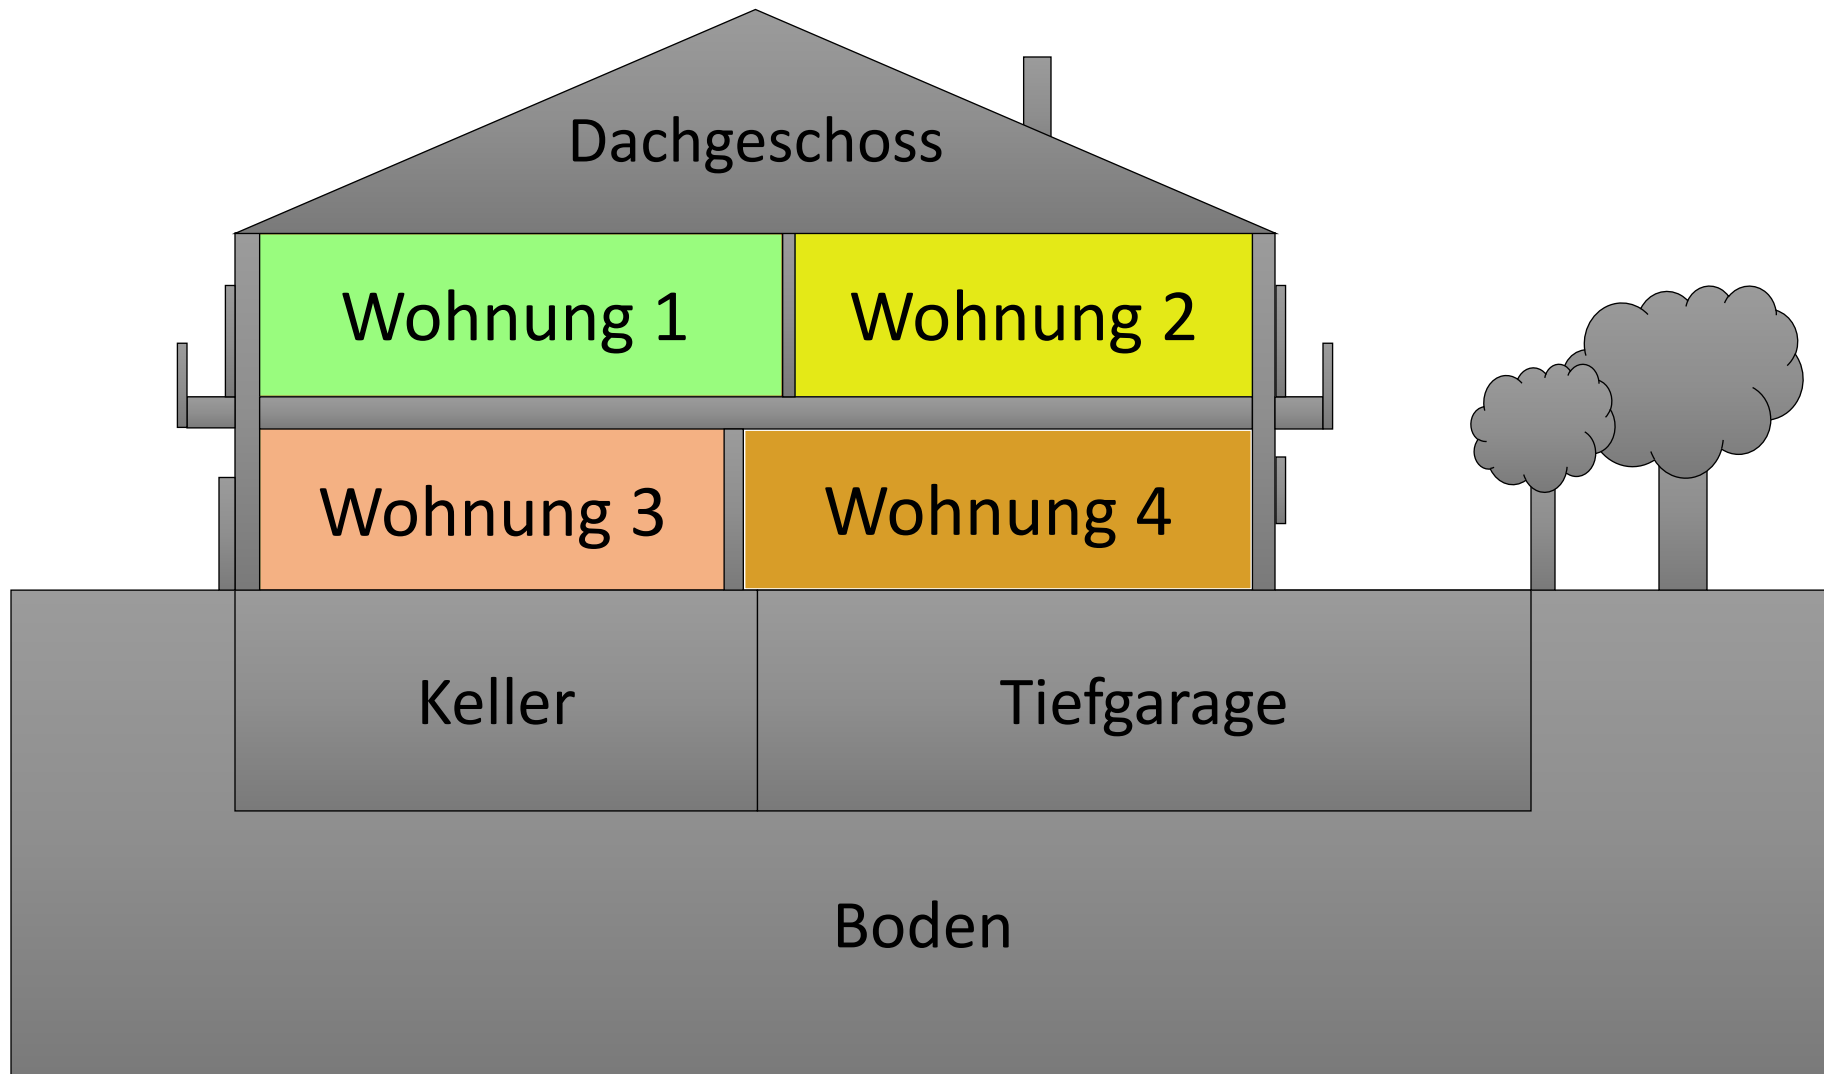 Dachgeschoss
Wohnung 1
Wohnung 2
Wohnung 3
Wohnung 4
Keller
Tiefgarage
Boden